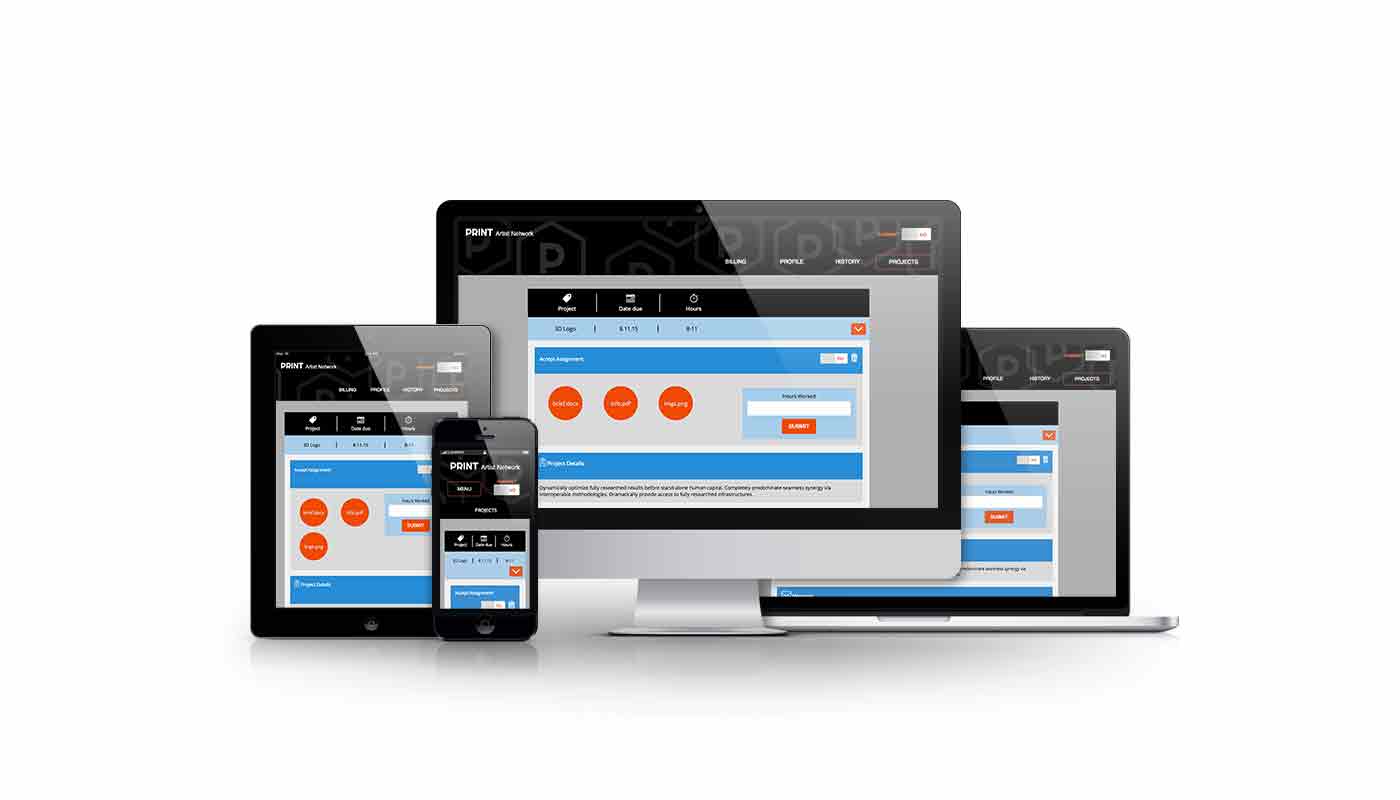 PRINT Artist Network
NO
BILLING PROFILE HISTORY PROJECTS
Project Date due Hours
3D Logo | 8.11.15 | 8-11
Accept Assignment
brief.docx info.pdf imgs.png
Hours Worked
SUBMIT
Project Details
Dynamically optimize fully researched results before stand-alone human capital. Completely predominate seamless synergy via
interoperable methodologies. Dramatically provide access to fully researched infrastructures.
PRINT Artist Network
BILLING PROFILE HISTORY PROJECTS
Project Date due Hours
3D Logo | 8.11.15 | 8-11
Accept Assignment
brief.docx info.pdf
Hours Worked
SUBMIT
imgs.png
Project Details
PRINT Artist Network
MENU NO
PROJECTS
Project Date due Hours
3D Logo | 8.11.15 |
Accept Assignment
NO
PROFILE HISTORY PROJECTS
Hours Worked
SUBMIT
predominate seamless synergy via